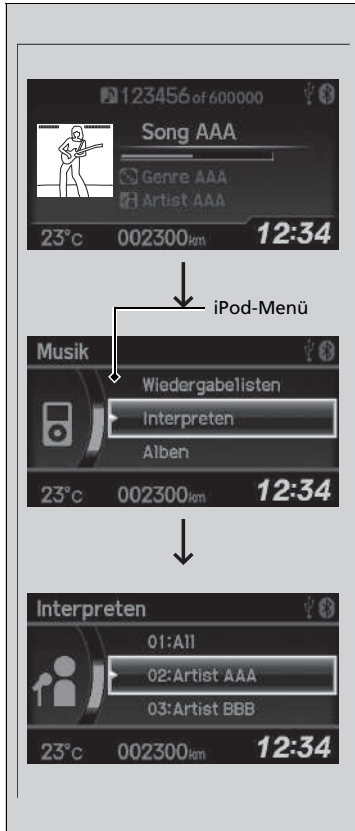 123456 of 600000
Song AAA
Genre AAA
Artist AAA
23°c 002300km 12:34
iPod-Menü
Musik
Wiedergabelisten
Interpreten
Alben
23°c 002300km 12:34
Interpreten
01:All
02:Artist AAA
03:Artist BBB
23°c 002300km 12:34